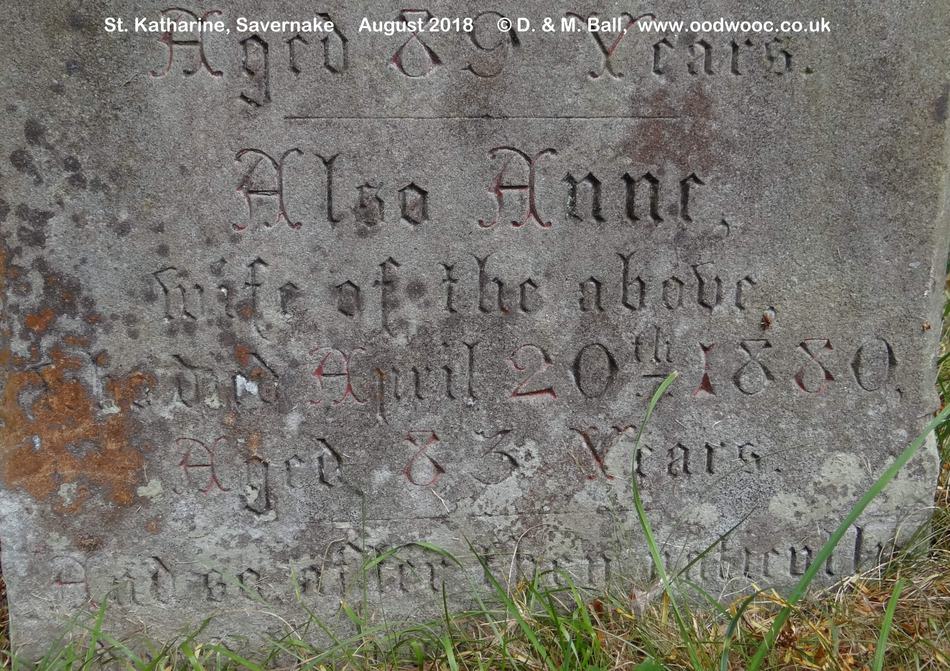 St. Katharine, Savernake August 2018 © D. & M. Ball, www.oodwooc.co.uk
Aged 89 Years.
Also Anne,
wife of the above,
who died April 20th 1880,
Aged 83 Years.